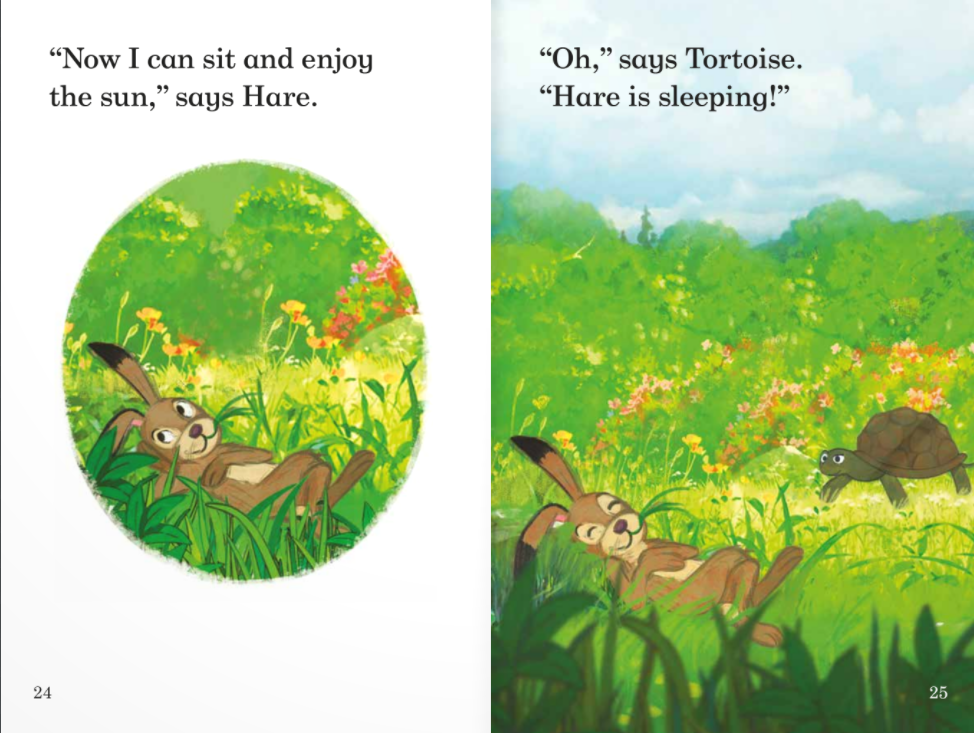 “Now I can sit and enjoy
the sun,” says Hare.
24
“Oh,” says Tortoise.
“Hare is sleeping!”
25